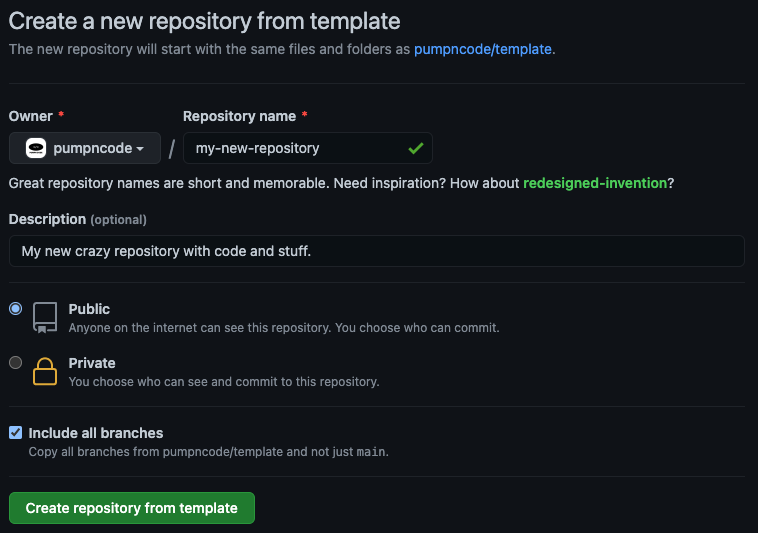 Create a new repository from template
The new repository will start with the same files and folders as pumpncode/template.
Owner * Repository name *
pumpncode / my-new-repository
Great repository names are short and memorable. Need inspiration? How about redesigned-invention?
Description (optional)
My new crazy repository with code and stuff.
Public
Anyone on the internet can see this repository. You choose who can commit.
Private
You choose who can see and commit to this repository.
Include all branches
Copy all branches from pumpncode/template and not just main.
Create repository from template